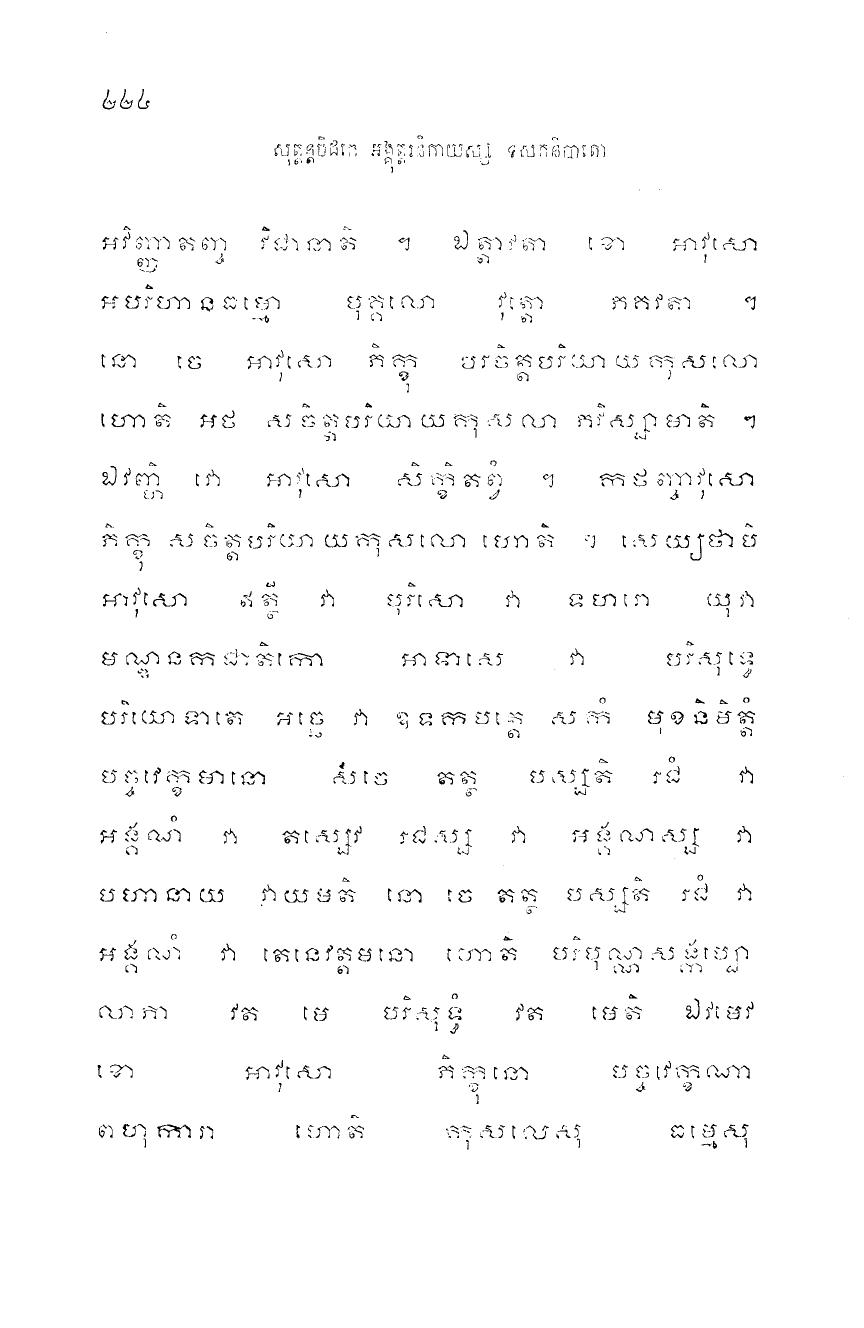 ២២៤
សុត្តន្តបិដកេ អង្គុត្តរនិកាយស្ស ទសកនិបាតោ
អវិញ្ញាតញ្ច វិជានាតិ ។ ឯត្តាវតា ខោ អាវុសោ
អបរិហានធម្មោ បុគ្គលោ វុត្តោ ភគវតា ។
នោ ចេ អាវុសោ ភិក្ខុ បរចិត្តបរិយាយកុសលោ
ហោតិ អថ សចិត្តបរិយាយកុសលា ភវិស្សាមាតិ ។
ឯវញ្ហិ វោ អាវុសោ សិក្ខិតព្វំ ។ កថញ្ចាវុសោ
ភិក្ខុ សចិត្តបរិយាយកុសលោ ហោតិ ។ សេយ្យថាបិ
អាវុសោ ឥត្ថី វា បុរិសោ វា ទហរោ យុវា
មណ្ឌនកជាតិកោ អាទាសេ វា បរិសុទ្ធេ
បរិយោទាតេ អច្ឆេ វា ឧទកបត្តេ សកំ មុខនិមិត្តំ
បច្ចវេក្ខមានោ សចេ តត្ថ បស្សតិ រជំ វា
អង្គណំ វា តស្សេវ រជស្ស វា អង្គណស្ស វា
បហានាយ វាយមតិ នោ ចេ តត្ថ បស្សតិ រជំ វា
អង្គណំ វា តេនេវត្តមនោ ហោតិ បរិបុណ្ណសង្កប្បោ
លាភា វត មេ បរិសុទ្ធំ វត មេតិ ឯវមេវ
ខោ អាវុសោ ភិក្ខុនោ បច្ចវេក្ខណា
ពហុការា ហោតិ កុសលេសុ ធម្មេសុ